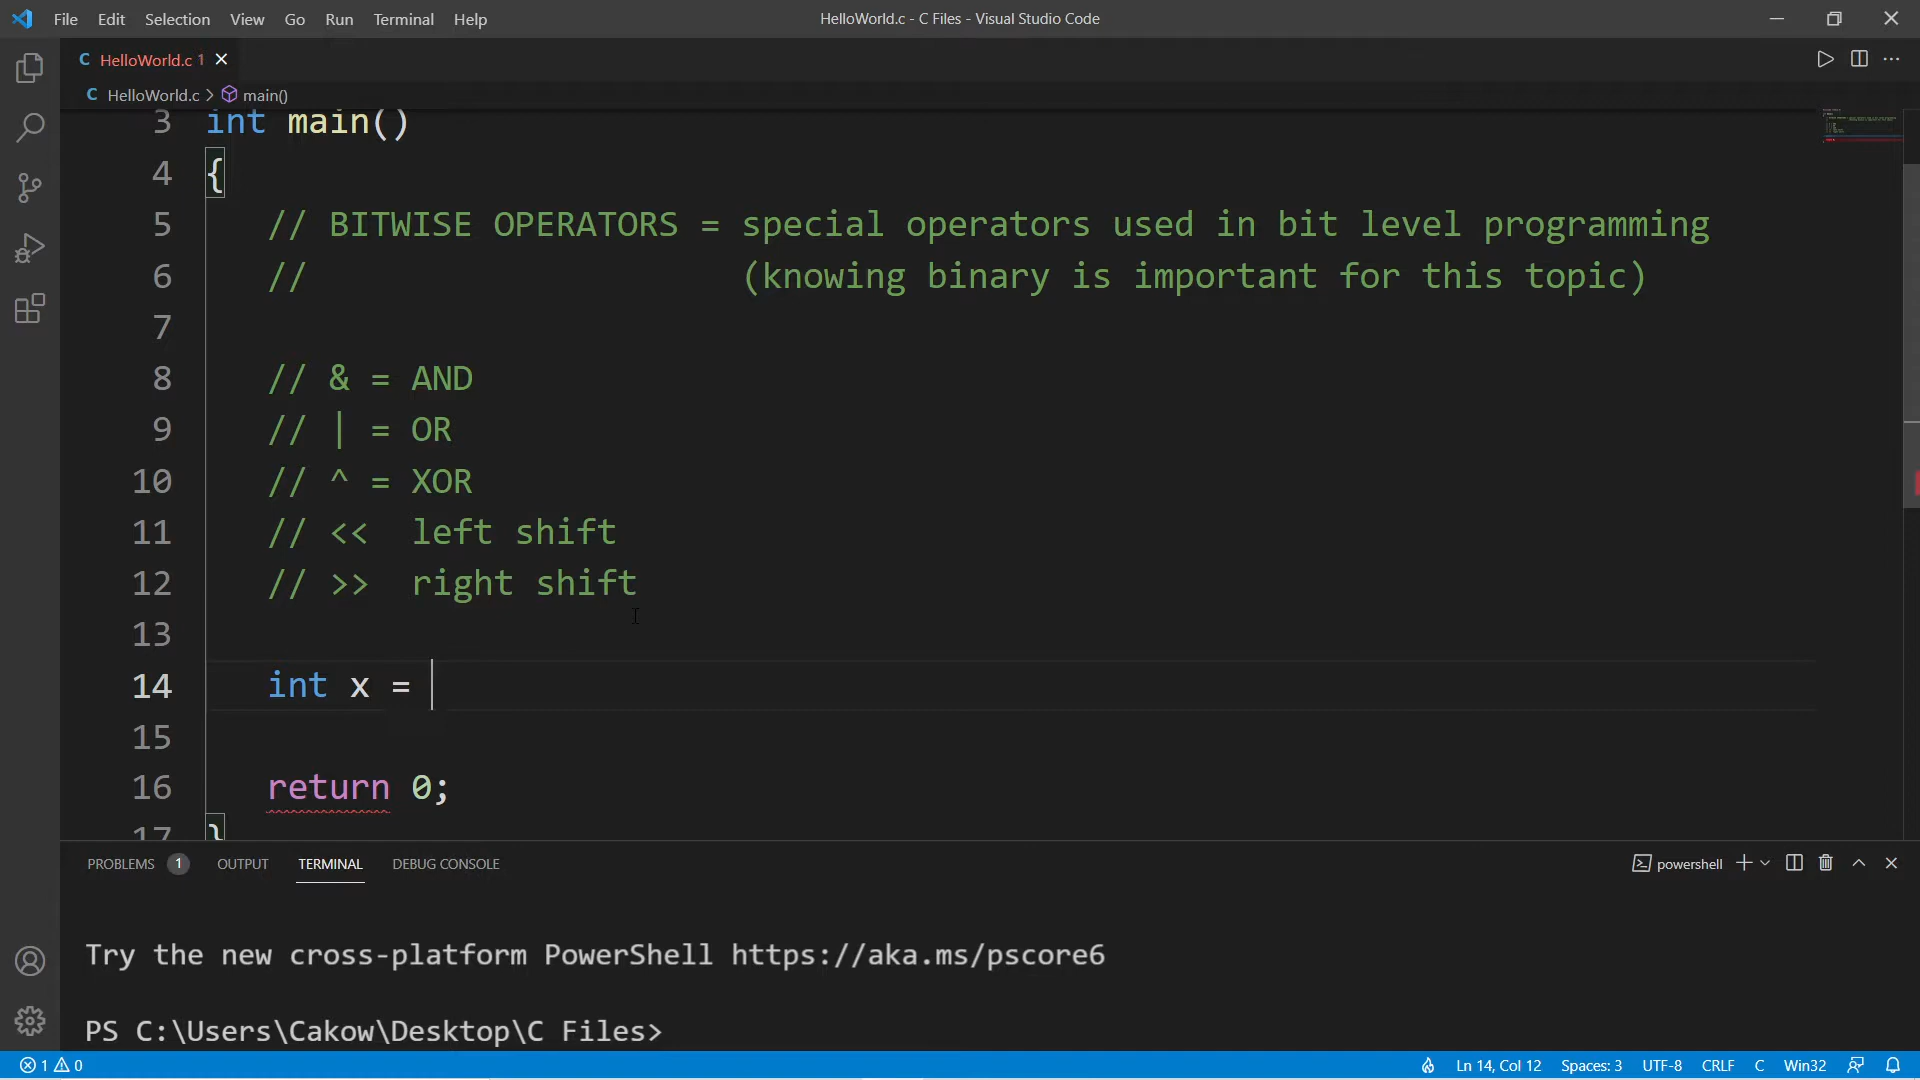 File Edit Selection View Go Run Terminal Help
HelloWorld.c - C Files - Visual Studio Code
C HelloWorld.c 1
C HelloWorld.c > main()
3 int main()
4 {
5 // BITWISE OPERATORS = special operators used in bit level programming
6 // (knowing binary is important for this topic)
7
8 // & = AND
9 // | = OR
10 // ^ = XOR
11 // << left shift
12 // >> right shift
13
14 int x =
15
16 return 0;
17 }
PROBLEMS 1 OUTPUT TERMINAL DEBUG CONSOLE
powershell
Try the new cross-platform PowerShell https://aka.ms/pscore6
PS C:\Users\Cakow\Desktop\C Files>
1 0
Ln 14, Col 12 Spaces: 3 UTF-8 CRLF C Win32